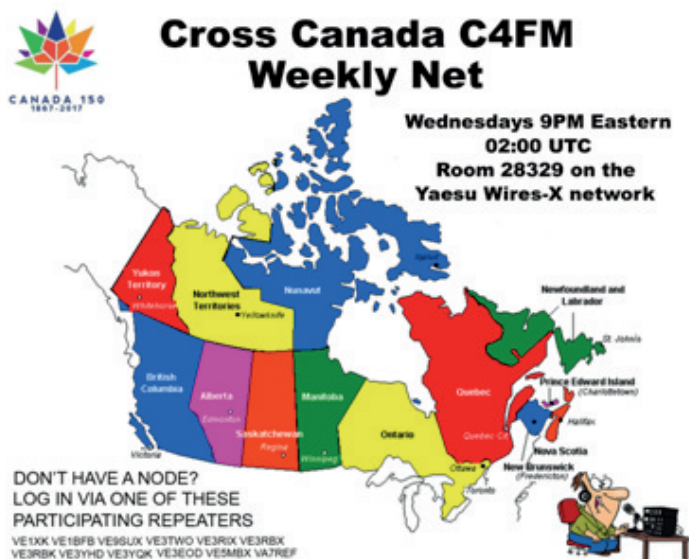 Cross Canada C4FM
Weekly Net
CANADA 150
1867-2017
Wednesdays 9PM Eastern
02:00 UTC
Room 28329 on the
Yaesu Wires-X network
Yukon
Territory
Whitehorse
Northwest
Territories
Yellowknife
Nunavut
Iqaluit
Newfoundland and
Labrador
St. John's
British
Columbia
Victoria
Alberta
Edmonton
Saskatchewan
Regina
Manitoba
Winnipeg
Ontario
Ottawa
Toronto
Quebec
Quebec Cit
Prince Edward Island
(Charlottetown)
Halifax
Nova Scotia
New Brunswick
(Fredericton)
DON'T HAVE A NODE?
LOG IN VIA ONE OF THESE
PARTICIPATING REPEATERS
VE1XK VE1BFB VE9SUX VE3TWO VE3RIX VE3RBX
VE3RBK VE3YHD VE3YQK VE3EOD VE5MBX VA7REF